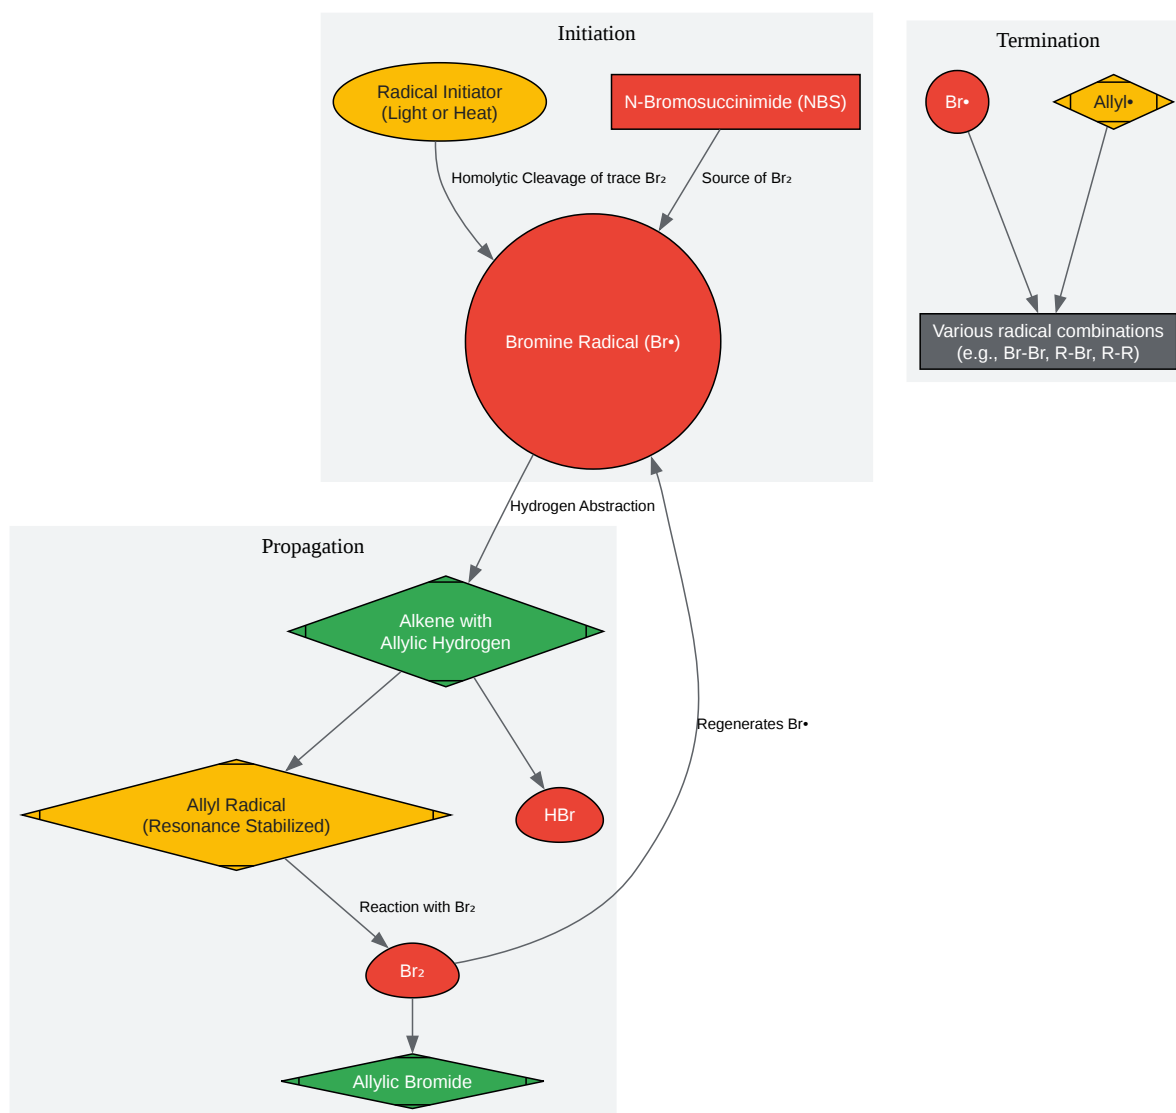 Initiation
Radical Initiator
(Light or Heat)
N-Bromosuccinimide (NBS)
Homolytic Cleavage of trace Br₂
Source of Br₂
Bromine Radical (Br•)
Termination
Br•
Allyl•
Various radical combinations
(e.g., Br-Br, R-Br, R-R)
Hydrogen Abstraction
Propagation
Alkene with
Allylic Hydrogen
Regenerates Br•
Allyl Radical
(Resonance Stabilized)
HBr
Reaction with Br₂
Br₂
Allylic Bromide